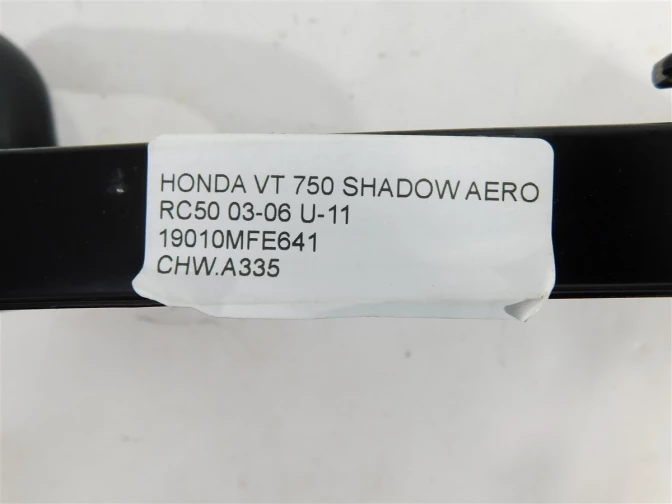 HONDA VT 750 SHADOW AERO
RC50 03-06 U-11
19010MFE641
CHW.A335